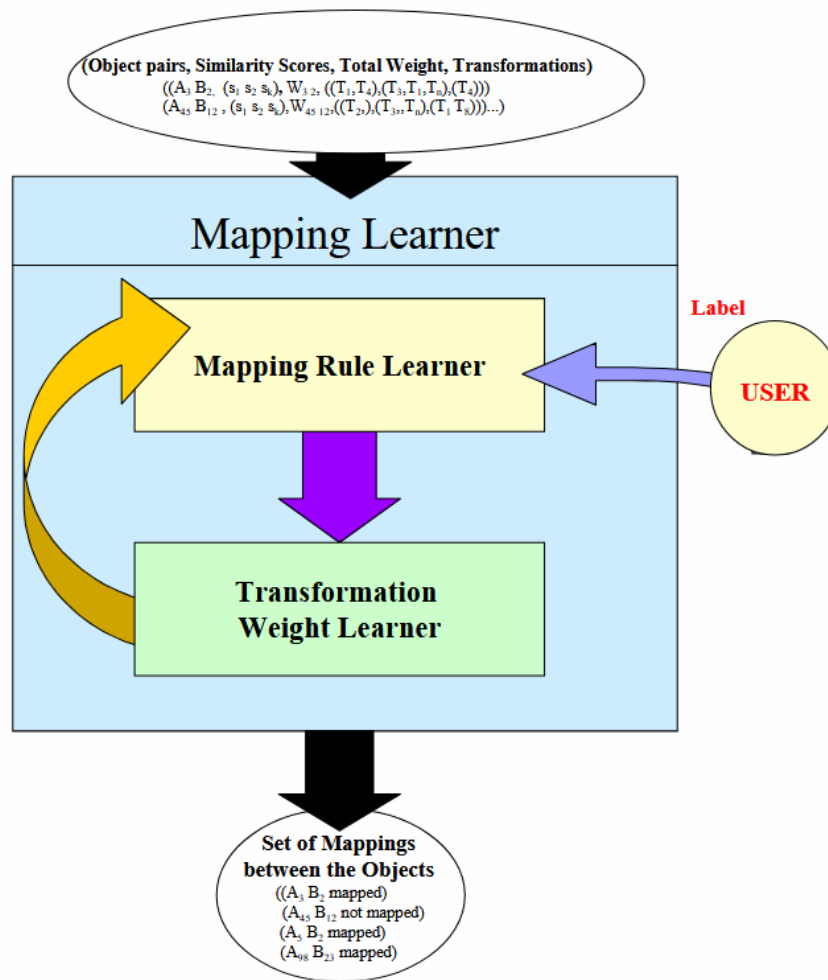 (Object pairs, Similarity Scores, Total Weight, Transformations)
((A₃ B₂, (s₁ s₂ sₖ), W₃ ₂, ((T₁,T₄),(T₃,T₁,Tₙ),(T₄)))
(A₄₅ B₁₂ , (s₁ s₂ sₖ),W₄₅ ₁₂,((T₂,),(T₃,,Tₙ),(T₁ T₈)))...)
Mapping Learner
Label
Mapping Rule Learner
USER
Transformation
Weight Learner
Set of Mappings
between the Objects
((A₃ B₂ mapped)
(A₄₅ B₁₂ not mapped)
(A₅ B₂ mapped)
(A₉₈ B₂₃ mapped)